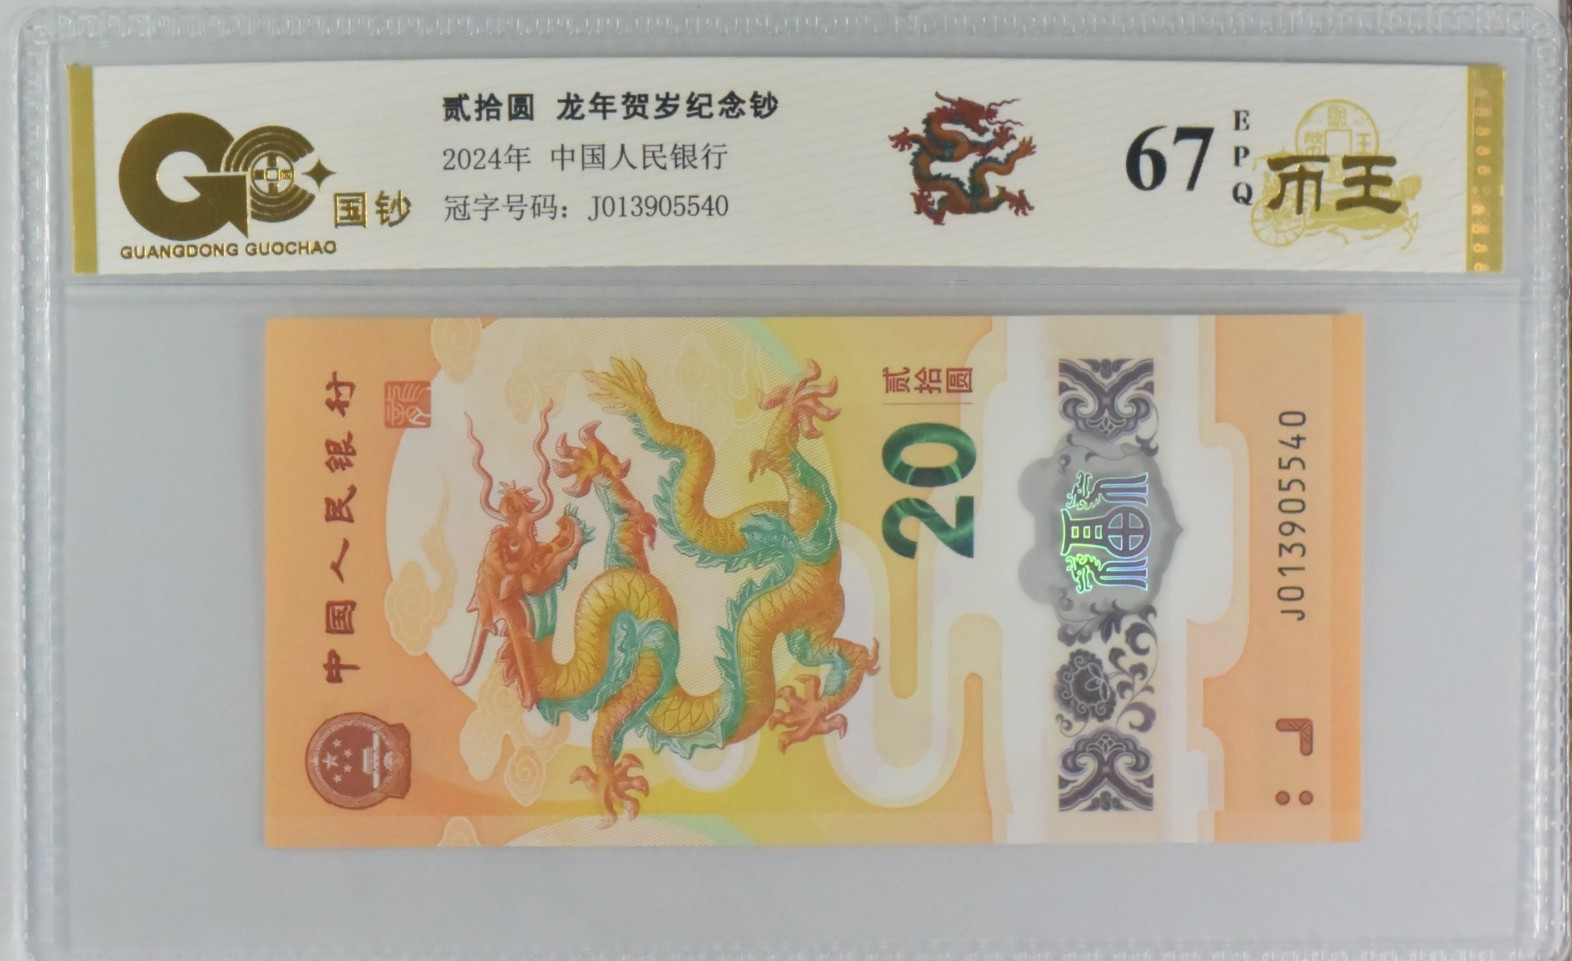 贰拾圆 龙年贺岁纪念钞
2024年 中国人民银行
冠字号码：J013905540
国钞
GUANGDONG GUOCHAO
67
EPQ
币王
中国人民银行
贰拾圆
20
J013905540